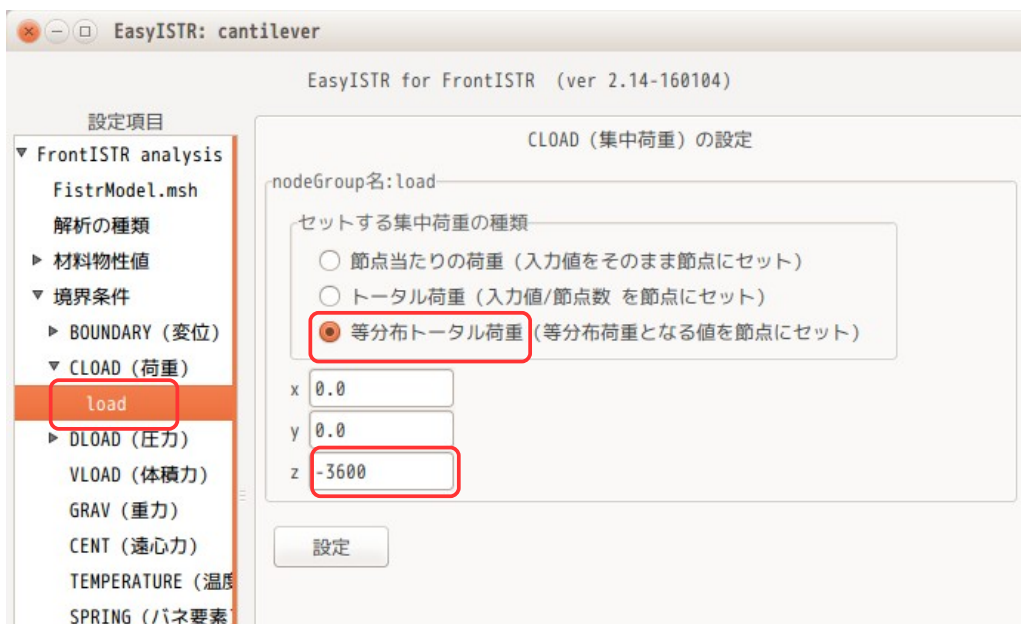 EasyISTR: cantilever
EasyISTR for FrontISTR (ver 2.14-160104)
設定項目
FrontISTR analysis
FistrModel.msh
解析の種類
材料物性値
境界条件
BOUNDARY (変位)
CLOAD (荷重)
load
DLOAD (圧力)
VLOAD (体積力)
GRAV (重力)
CENT (遠心力)
TEMPERATURE (温度
SPRING (バネ要素
CLOAD (集中荷重) の設定
nodeGroup名:load
セットする集中荷重の種類
節点当たりの荷重 (入力値をそのまま節点にセット)
トータル荷重 (入力値/節点数 を節点にセット)
等分布トータル荷重 (等分布荷重となる値を節点にセット)
x 0.0
y 0.0
z -3600
設定